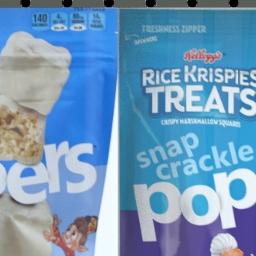 140
FRESHNESS ZIPPER
Kellogg's
RICE KRISPIES
TREATS
CRISPY MARSHMALLOW SQUARES
pers
snap
crackle
pop